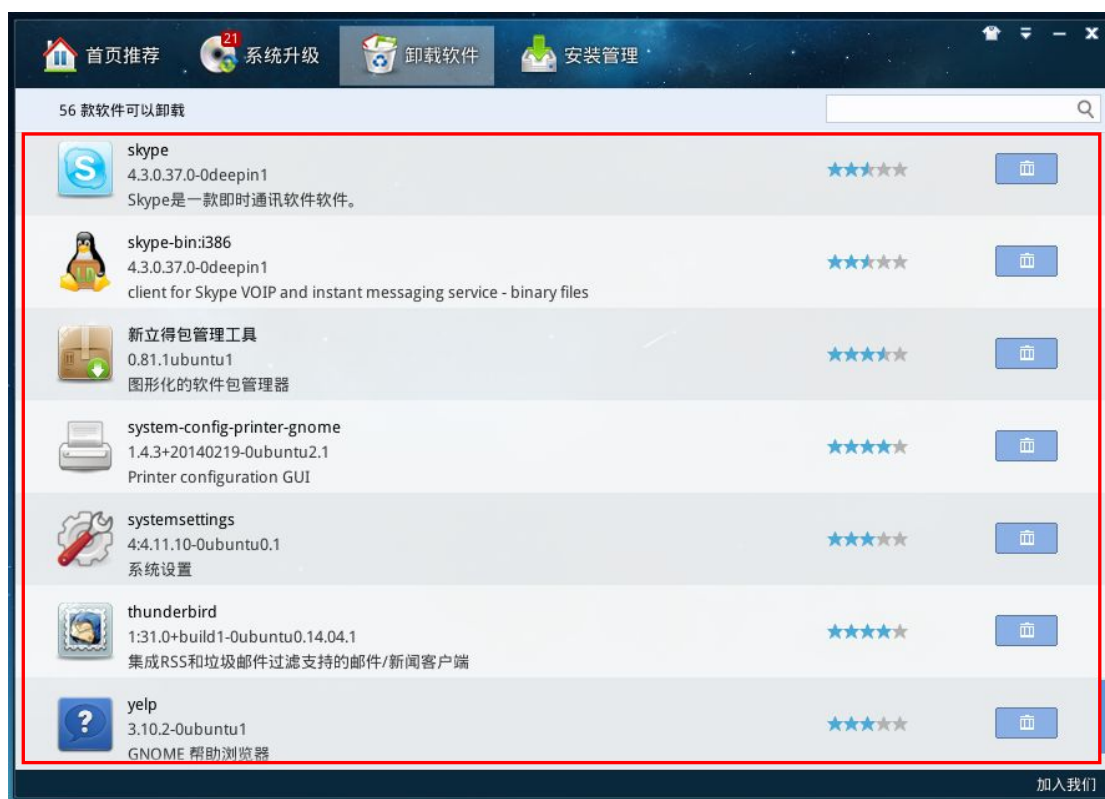 首页推荐
21
系统升级
卸载软件
安装管理
56 款软件可以卸载
skype
4.3.0.37.0-0deepin1
Skype是一款即时通讯软件软件。
skype-bin:i386
4.3.0.37.0-0deepin1
client for Skype VOIP and instant messaging service - binary files
新立得包管理工具
0.81.1ubuntu1
图形化的软件包管理器
system-config-printer-gnome
1.4.3+20140219-0ubuntu2.1
Printer configuration GUI
systemsettings
4:4.11.10-0ubuntu0.1
系统设置
thunderbird
1:31.0+build1-0ubuntu0.14.04.1
集成RSS和垃圾邮件过滤支持的邮件/新闻客户端
yelp
3.10.2-0ubuntu1
GNOME 帮助浏览器
加入我们